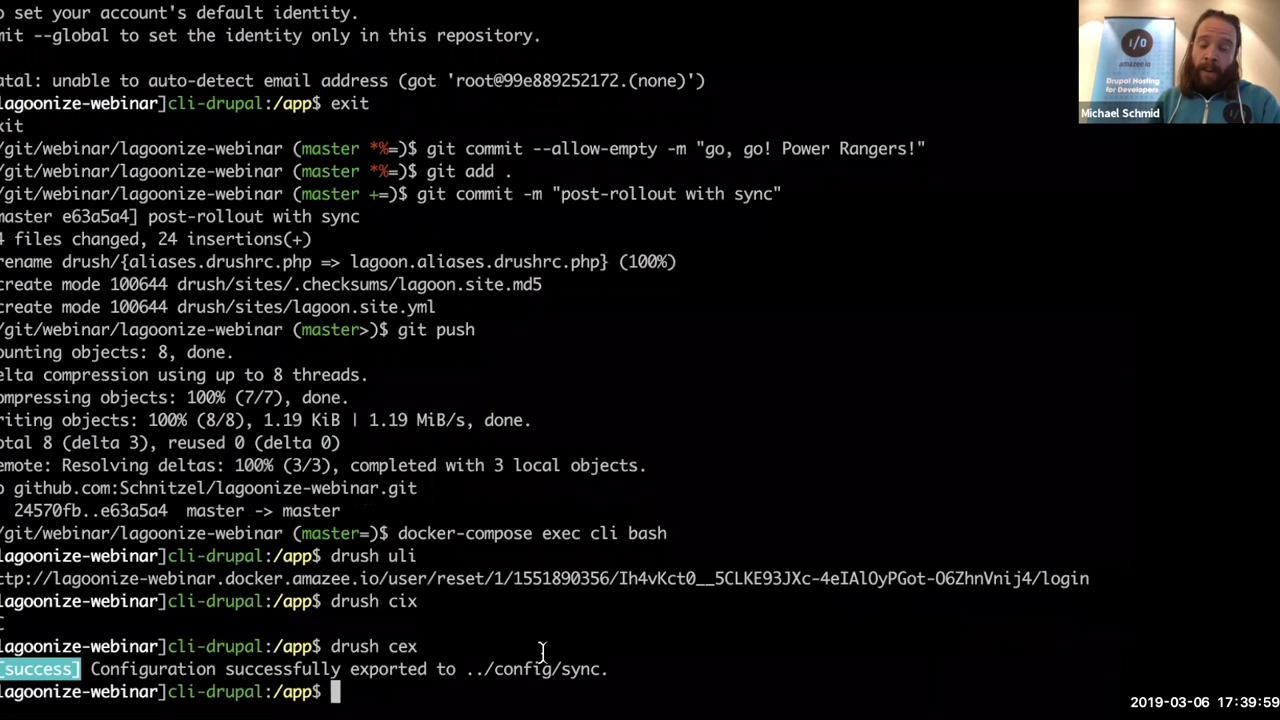 o set your account's default identity.
mit --global to set the identity only in this repository.
atal: unable to auto-detect email address (got 'root@99e889252172.(none)')
lagoonize-webinar]cli-drupal:/app$ exit
xit
/git/webinar/lagoonize-webinar (master *%=)$ git commit --allow-empty -m "go, go! Power Rangers!"
/git/webinar/lagoonize-webinar (master *%=)$ git add .
/git/webinar/lagoonize-webinar (master +=)$ git commit -m "post-rollout with sync"
master e63a5a4] post-rollout with sync
4 files changed, 24 insertions(+)
rename drush/{aliases.drushrc.php => lagoon.aliases.drushrc.php} (100%)
create mode 100644 drush/sites/.checksums/lagoon.site.md5
create mode 100644 drush/sites/lagoon.site.yml
/git/webinar/lagoonize-webinar (master>)$ git push
ounting objects: 8, done.
elta compression using up to 8 threads.
ompressing objects: 100% (7/7), done.
riting objects: 100% (8/8), 1.19 KiB | 1.19 MiB/s, done.
otal 8 (delta 3), reused 0 (delta 0)
emote: Resolving deltas: 100% (3/3), completed with 3 local objects.
o github.com:Schnitzel/lagoonize-webinar.git
24570fb..e63a5a4  master -> master
/git/webinar/lagoonize-webinar (master=)$ docker-compose exec cli bash
lagoonize-webinar]cli-drupal:/app$ drush uli
ttp://lagoonize-webinar.docker.amazee.io/user/reset/1/1551890356/Ih4vKct0__5CLKE93JXc-4eIAlOyPGot-O6ZhnVnij4/login
lagoonize-webinar]cli-drupal:/app$ drush cix
C
lagoonize-webinar]cli-drupal:/app$ drush cex
[success] Configuration successfully exported to ../config/sync.
lagoonize-webinar]cli-drupal:/app$
I/O
amazee.io
Drupal Hosting
for Developers
Michael Schmid
2019-03-06 17:39:59